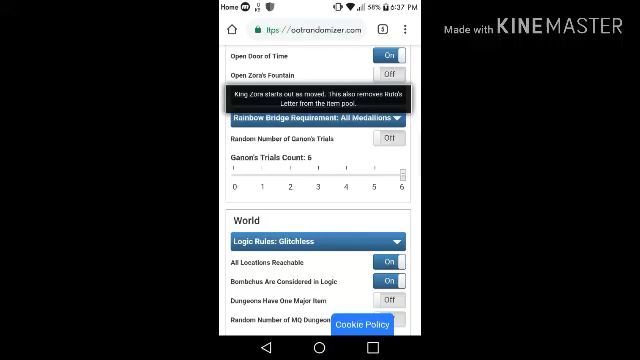 Home
58%
6:37 PM
Made with KINEMASTER
ttps://ootrandomizer.com
5
Open Door of Time
On
Open Zora's Fountain
Off
King Zora starts out as moved. This also removes Ruto's
Letter from the item pool.
Rainbow Bridge Requirement: All Medallions
Random Number of Ganon's Trials
Off
Ganon's Trials Count: 6
0 1 2 3 4 5 6
World
Logic Rules: Glitchless
All Locations Reachable
On
Bombchus Are Considered in Logic
On
Dungeons Have One Major Item
Off
Random Number of MQ Dungeon
Cookie Policy